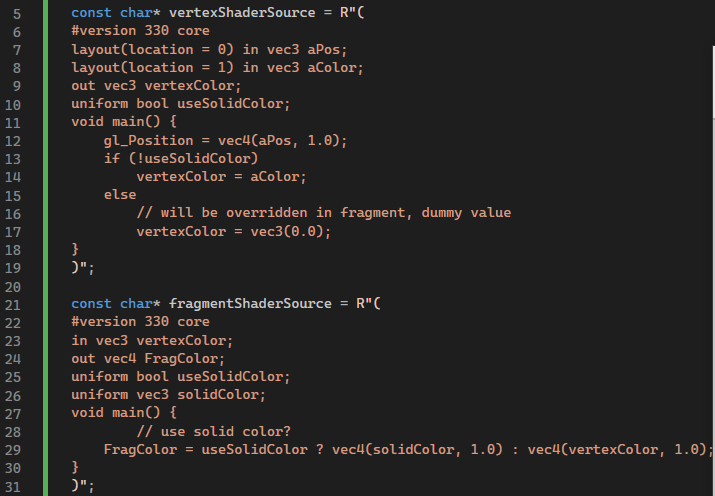 5 const char* vertexShaderSource = R"(
6 #version 330 core
7 layout(location = 0) in vec3 aPos;
8 layout(location = 1) in vec3 aColor;
9 out vec3 vertexColor;
10 uniform bool useSolidColor;
11 void main() {
12     gl_Position = vec4(aPos, 1.0);
13     if (!useSolidColor)
14         vertexColor = aColor;
15     else
16         // will be overridden in fragment, dummy value
17         vertexColor = vec3(0.0);
18 }
19 )";
20
21 const char* fragmentShaderSource = R"(
22 #version 330 core
23 in vec3 vertexColor;
24 out vec4 FragColor;
25 uniform bool useSolidColor;
26 uniform vec3 solidColor;
27 void main() {
28         // use solid color?
29     FragColor = useSolidColor ? vec4(solidColor, 1.0) : vec4(vertexColor, 1.0);
30 }
31 )";